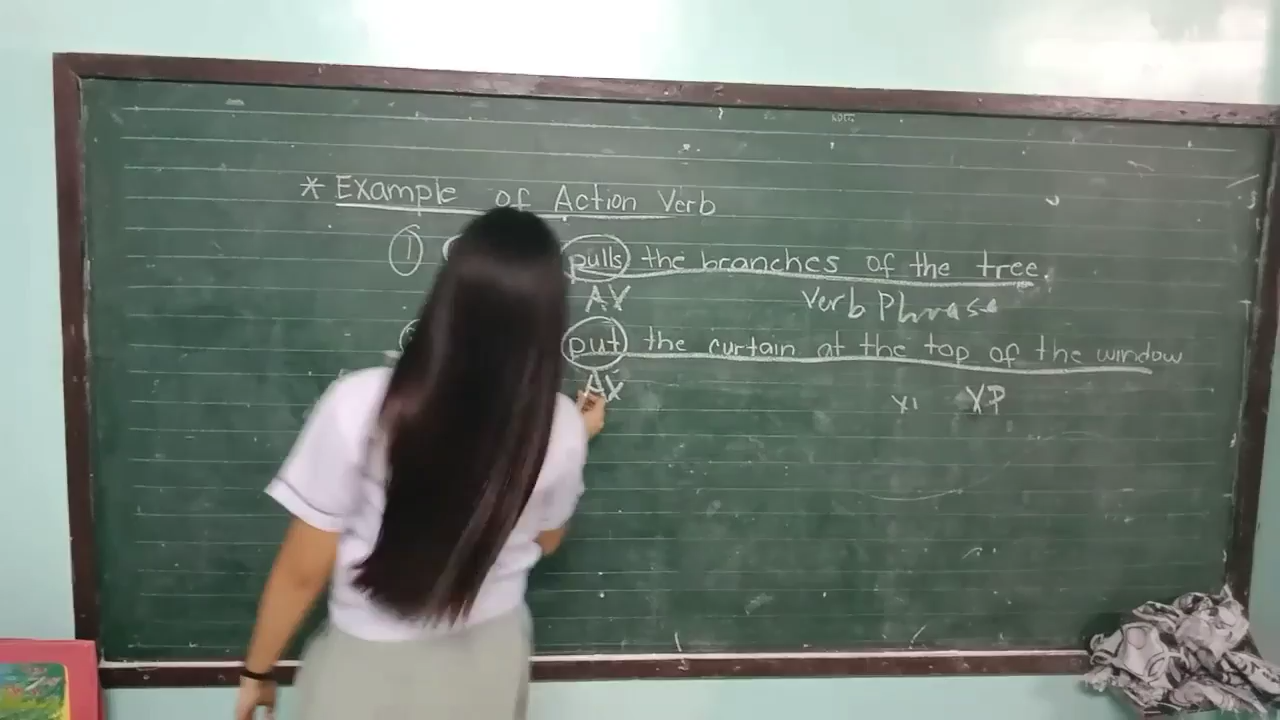 * Example of Action Verb
① pulls the branches of the tree.
AV Verb Phrase
put the curtain at the top of the window
AV VP